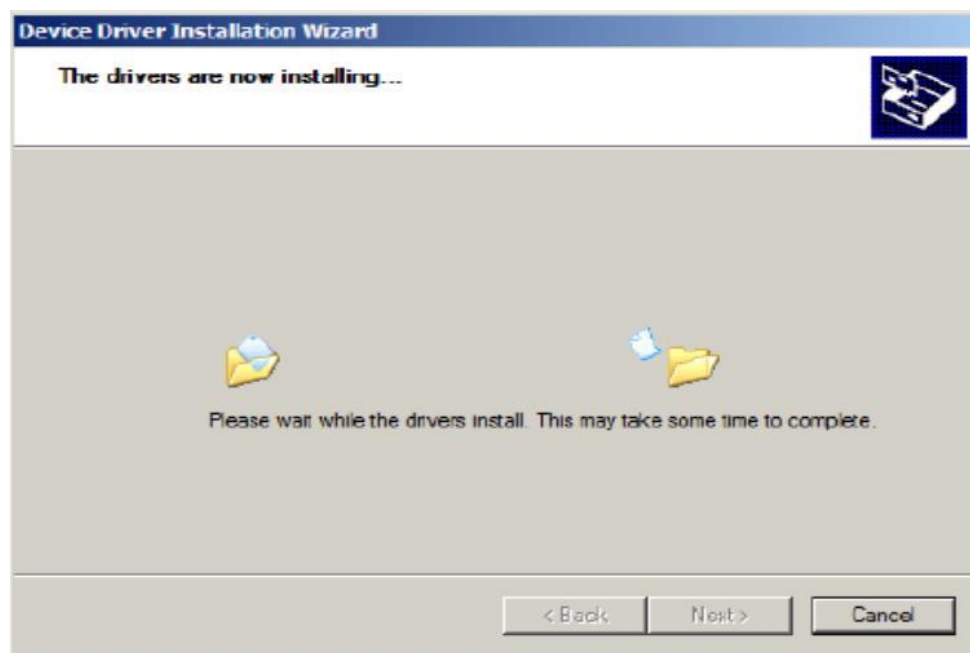 Device Driver Installation Wizard
The drivers are now installing...
Please wait while the drivers install. This may take some time to complete.
< Back
Next >
Cancel